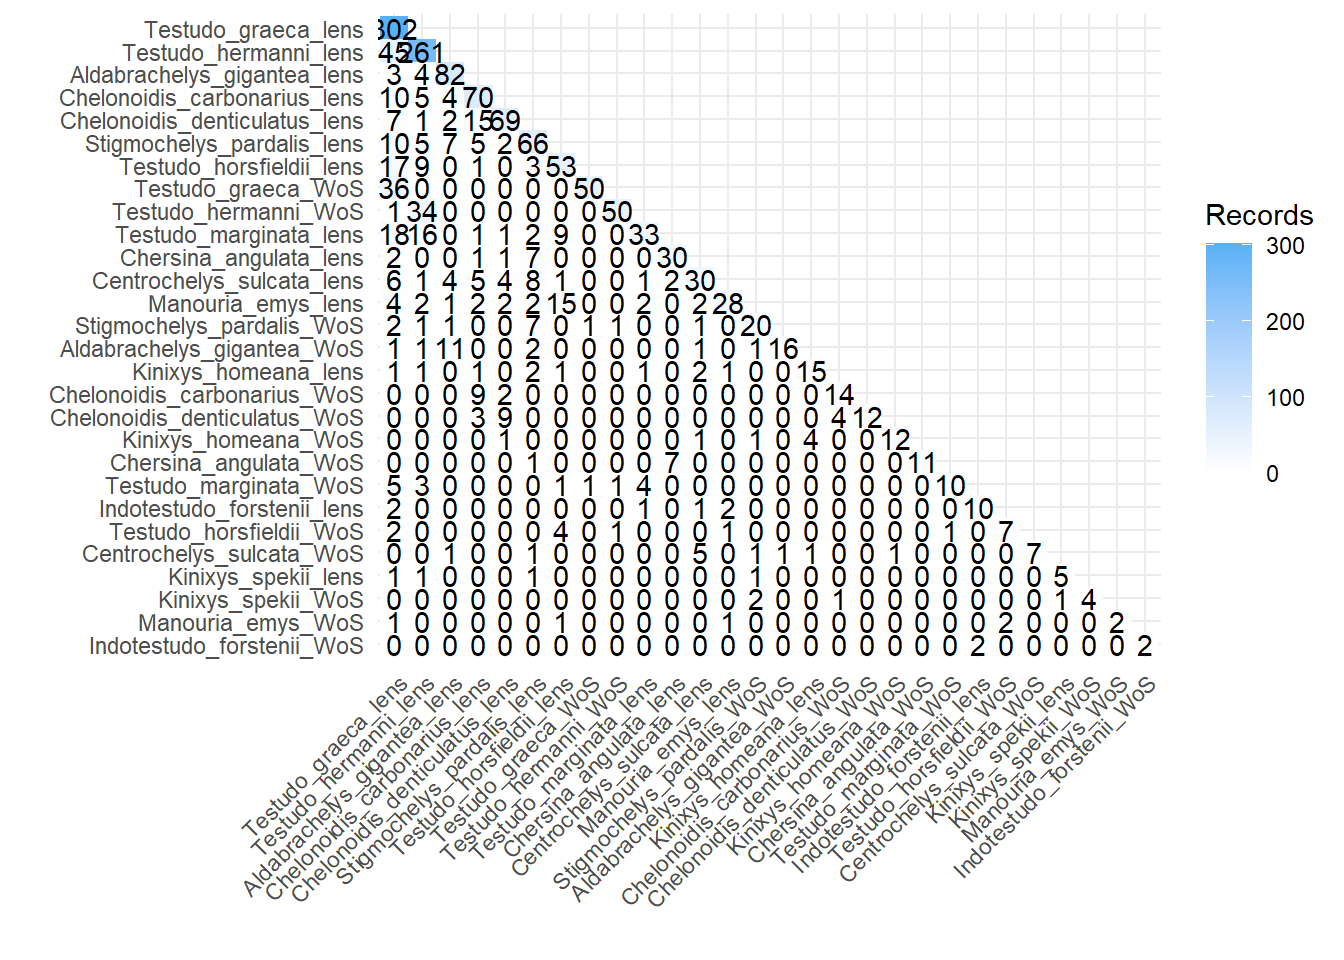 Testudo_graeca_lens 302
Testudo_hermanni_lens 45 261
Aldabrachelys_gigantea_lens 3 4 82
Chelonoidis_carbonarius_lens 10 5 4 70
Chelonoidis_denticulatus_lens 7 1 2 15 69
Stigmochelys_pardalis_lens 10 5 7 5 2 66
Testudo_horsfieldii_lens 17 9 0 1 0 3 53
Testudo_graeca_WoS 36 0 0 0 0 0 0 50
Testudo_hermanni_WoS 1 34 0 0 0 0 0 0 50
Testudo_marginata_lens 18 16 0 1 1 2 9 0 0 33
Chersina_angulata_lens 2 0 0 1 1 7 0 0 0 0 30
Centrochelys_sulcata_lens 6 1 4 5 4 8 1 0 0 1 2 30
Manouria_emys_lens 4 2 1 2 2 2 15 0 0 2 0 2 28
Stigmochelys_pardalis_WoS 2 1 1 0 0 7 0 1 1 0 0 1 0 20
Aldabrachelys_gigantea_WoS 1 1 11 0 0 2 0 0 0 0 0 1 0 1 16
Kinixys_homeana_lens 1 1 0 1 0 2 1 0 0 1 0 2 1 0 0 15
Chelonoidis_carbonarius_WoS 0 0 0 9 2 0 0 0 0 0 0 0 0 0 0 0 14
Chelonoidis_denticulatus_WoS 0 0 0 3 9 0 0 0 0 0 0 0 0 0 0 0 4 12
Kinixys_homeana_WoS 0 0 0 0 1 0 0 0 0 0 0 1 0 1 0 4 0 0 12
Chersina_angulata_WoS 0 0 0 0 0 1 0 0 0 0 7 0 0 0 0 0 0 0 0 11
Testudo_marginata_WoS 5 3 0 0 0 0 1 1 1 4 0 0 0 0 0 0 0 0 0 0 10
Indotestudo_forstenii_lens 2 0 0 0 0 0 0 0 0 1 0 1 2 0 0 0 0 0 0 0 0 10
Testudo_horsfieldii_WoS 2 0 0 0 0 0 4 0 1 0 0 0 1 0 0 0 0 0 0 0 1 0 7
Centrochelys_sulcata_WoS 0 0 1 0 0 1 0 0 0 0 0 5 0 1 1 1 0 0 1 0 0 0 0 7
Kinixys_spekii_lens 1 1 0 0 0 1 0 0 0 0 0 0 0 1 0 0 0 0 0 0 0 0 0 0 5
Kinixys_spekii_WoS 0 0 0 0 0 0 0 0 0 0 0 0 0 2 0 0 1 0 0 0 0 0 0 0 1 4
Manouria_emys_WoS 1 0 0 0 0 0 1 0 0 0 0 0 1 0 0 0 0 0 0 0 0 0 2 0 0 0 2
Indotestudo_forstenii_WoS 0 0 0 0 0 0 0 0 0 0 0 0 0 0 0 0 0 0 0 0 0 2 0 0 0 0 0 2
Testudo_graeca_lens
Testudo_hermanni_lens
Aldabrachelys_gigantea_lens
Chelonoidis_carbonarius_lens
Chelonoidis_denticulatus_lens
Stigmochelys_pardalis_lens
Testudo_horsfieldii_lens
Testudo_graeca_WoS
Testudo_hermanni_WoS
Testudo_marginata_lens
Chersina_angulata_lens
Centrochelys_sulcata_lens
Manouria_emys_lens
Stigmochelys_pardalis_WoS
Aldabrachelys_gigantea_WoS
Kinixys_homeana_lens
Chelonoidis_carbonarius_WoS
Chelonoidis_denticulatus_WoS
Kinixys_homeana_WoS
Chersina_angulata_WoS
Testudo_marginata_WoS
Indotestudo_forstenii_lens
Testudo_horsfieldii_WoS
Centrochelys_sulcata_WoS
Kinixys_spekii_lens
Kinixys_spekii_WoS
Manouria_emys_WoS
Indotestudo_forstenii_WoS
Records
300
200
100
0